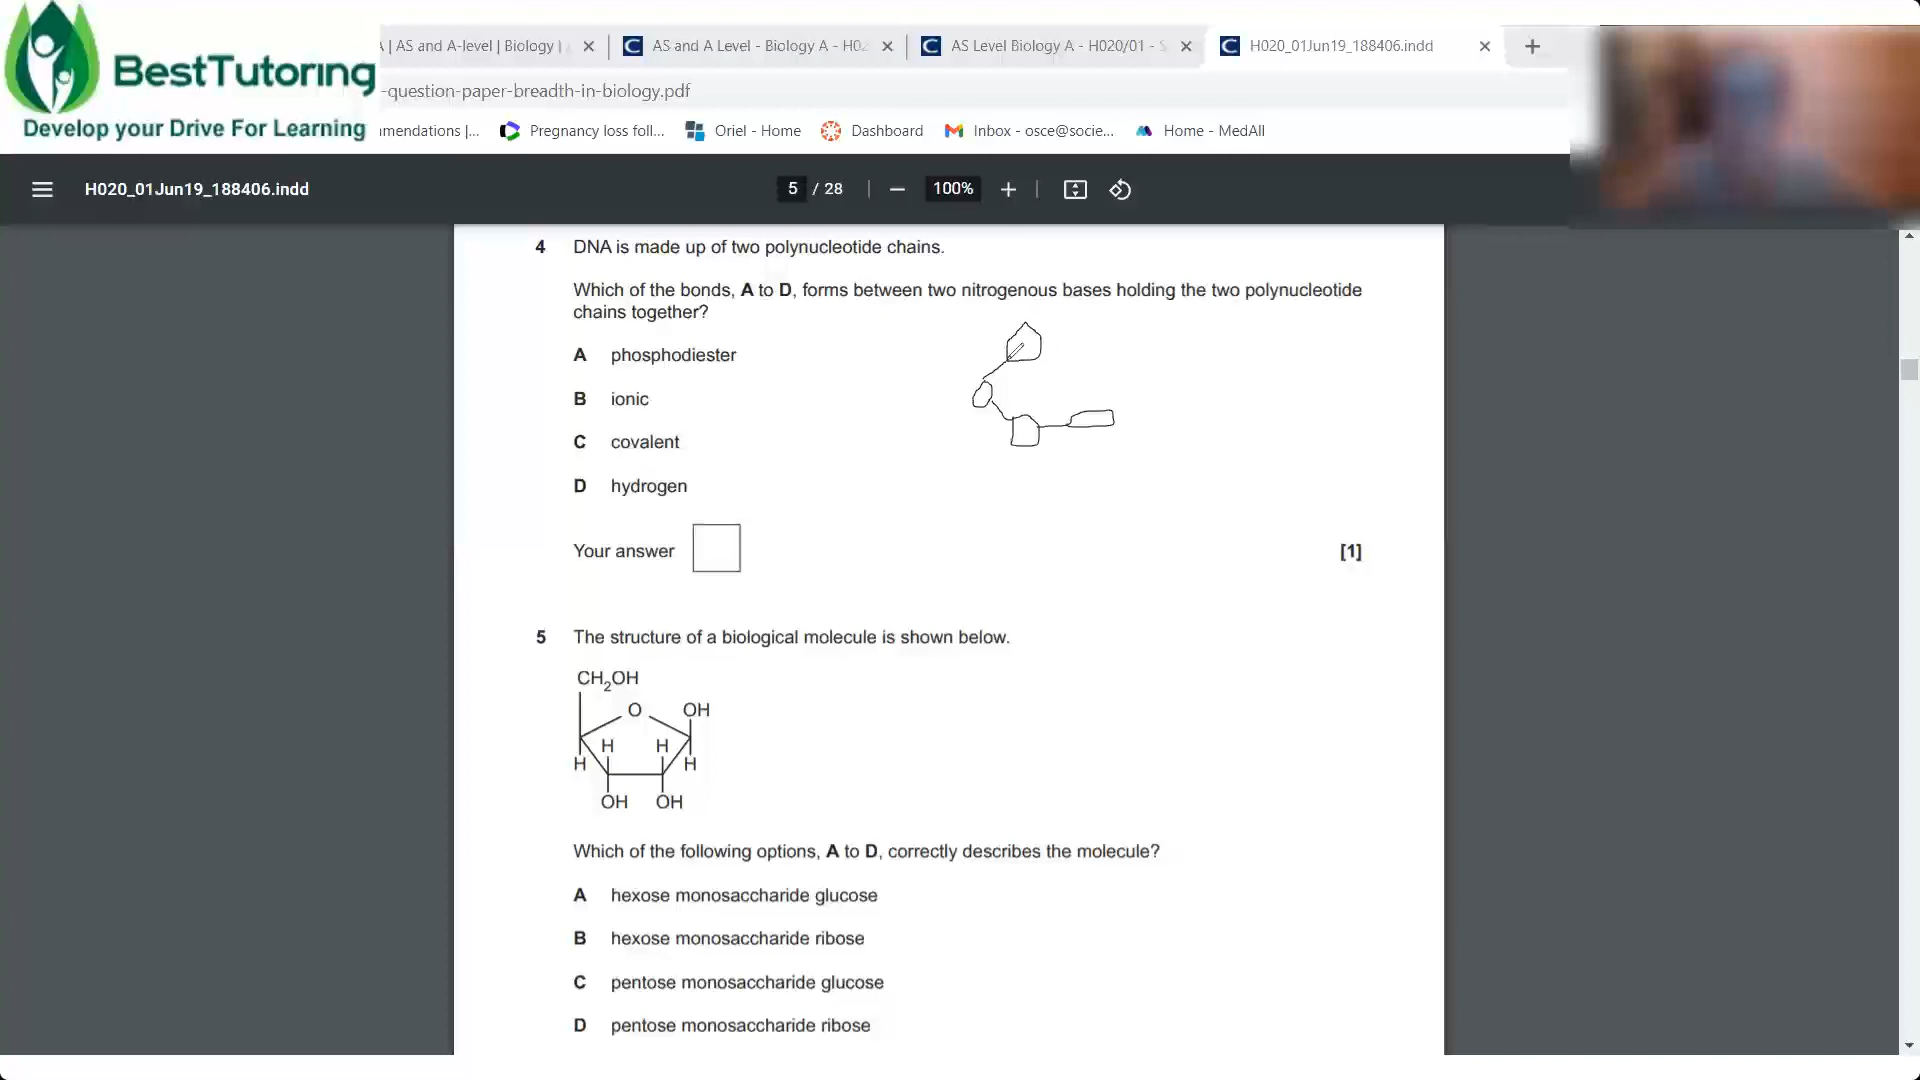 BestTutoring
Develop your Drive For Learning
| AS and A-level | Biology |
AS and A Level - Biology A - H02
AS Level Biology A - H020/01 - S
H020_01Jun19_188406.indd
-question-paper-breadth-in-biology.pdf
mendations |...
Pregnancy loss foll...
Oriel - Home
Dashboard
Inbox - osce@socie...
Home - MedAll
H020_01Jun19_188406.indd
5 / 28
100%
4 DNA is made up of two polynucleotide chains.
Which of the bonds, A to D, forms between two nitrogenous bases holding the two polynucleotide
chains together?
A phosphodiester
B ionic
C covalent
D hydrogen
Your answer
[1]
5 The structure of a biological molecule is shown below.
CH2OH
O OH
H H
H H
OH OH
Which of the following options, A to D, correctly describes the molecule?
A hexose monosaccharide glucose
B hexose monosaccharide ribose
C pentose monosaccharide glucose
D pentose monosaccharide ribose